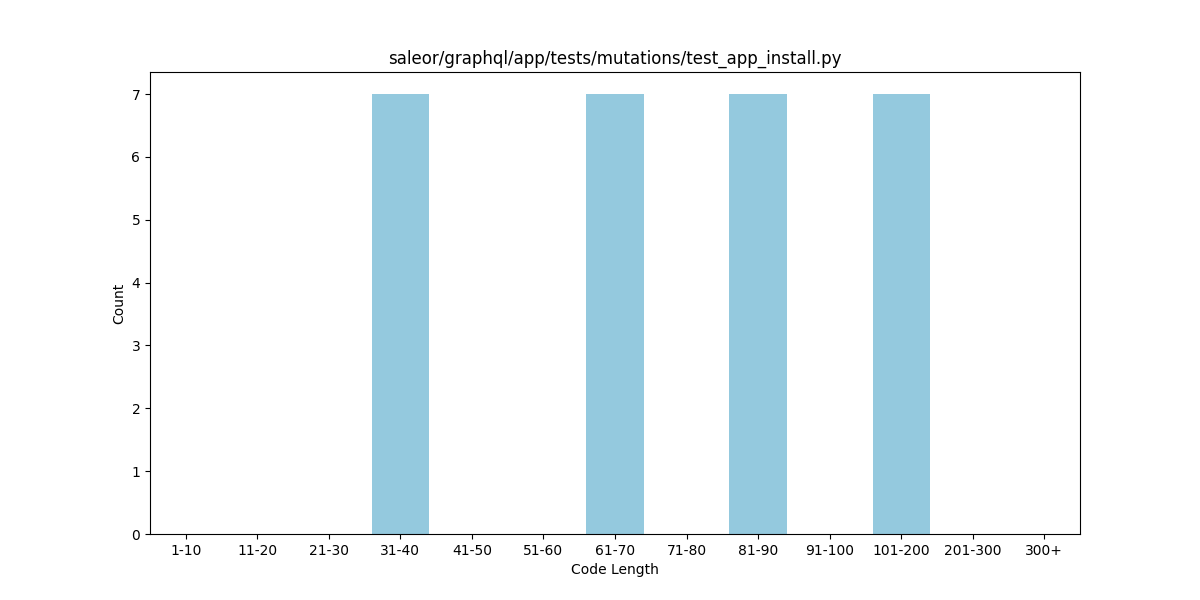 saleor/graphql/app/tests/mutations/test_app_install.py
7
6
5
4
3
2
1
0
Count
1-10 11-20 21-30 31-40 41-50 51-60 61-70 71-80 81-90 91-100 101-200 201-300 300+
Code Length